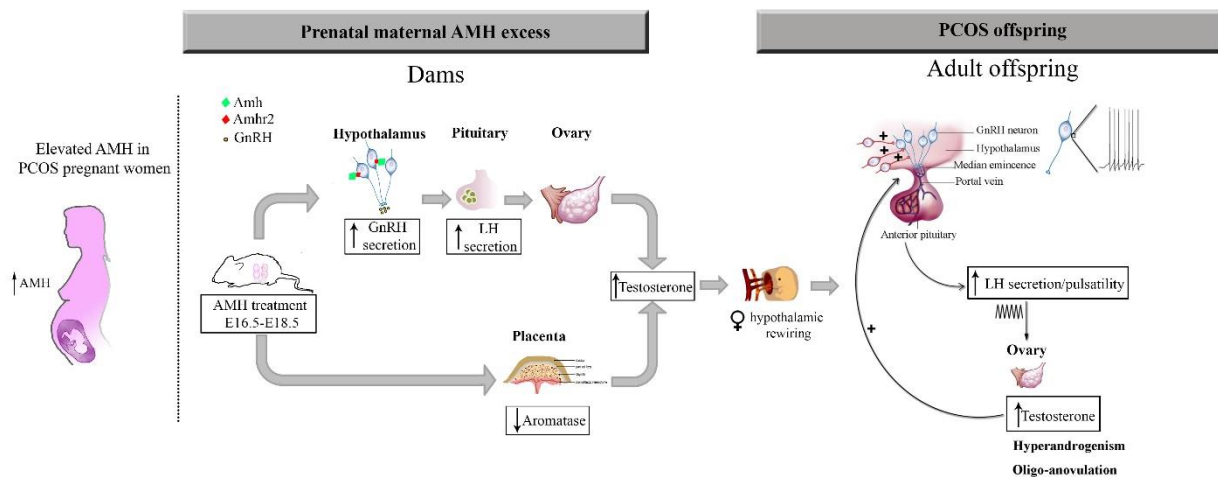 Prenatal maternal AMH excess
PCOS offspring
Dams
Adult offspring
Elevated AMH in
PCOS pregnant women
AMH
Amh
Amhr2
GnRH
Hypothalamus
Pituitary
Ovary
GnRH
secretion
LH
secretion
AMH treatment
E16.5-E18.5
Placenta
Aromatase
Testosterone
hypothalamic
rewiring
+
+
+
GnRH neuron
Hypothalamus
Median emincence
Portal vein
Anterior pituitary
LH secretion/pulsatility
+
Ovary
Testosterone
Hyperandrogenism
Oligo-anovulation